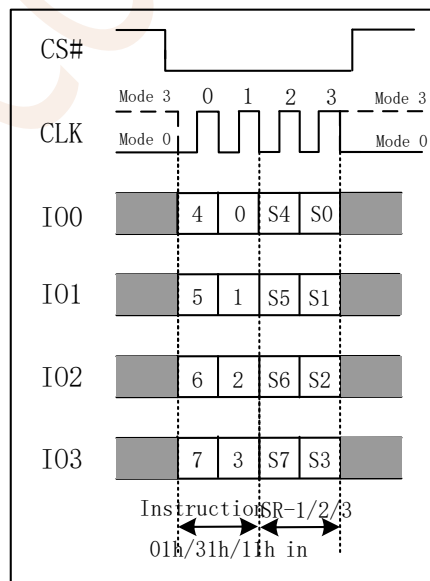 CS#
Mode 3 0 1 2 3 Mode 3
CLK
Mode 0 Mode 0
IO0 4 0 S4 S0
IO1 5 1 S5 S1
IO2 6 2 S6 S2
IO3 7 3 S7 S3
Instruction SR-1/2/3
01h/31h/11h in